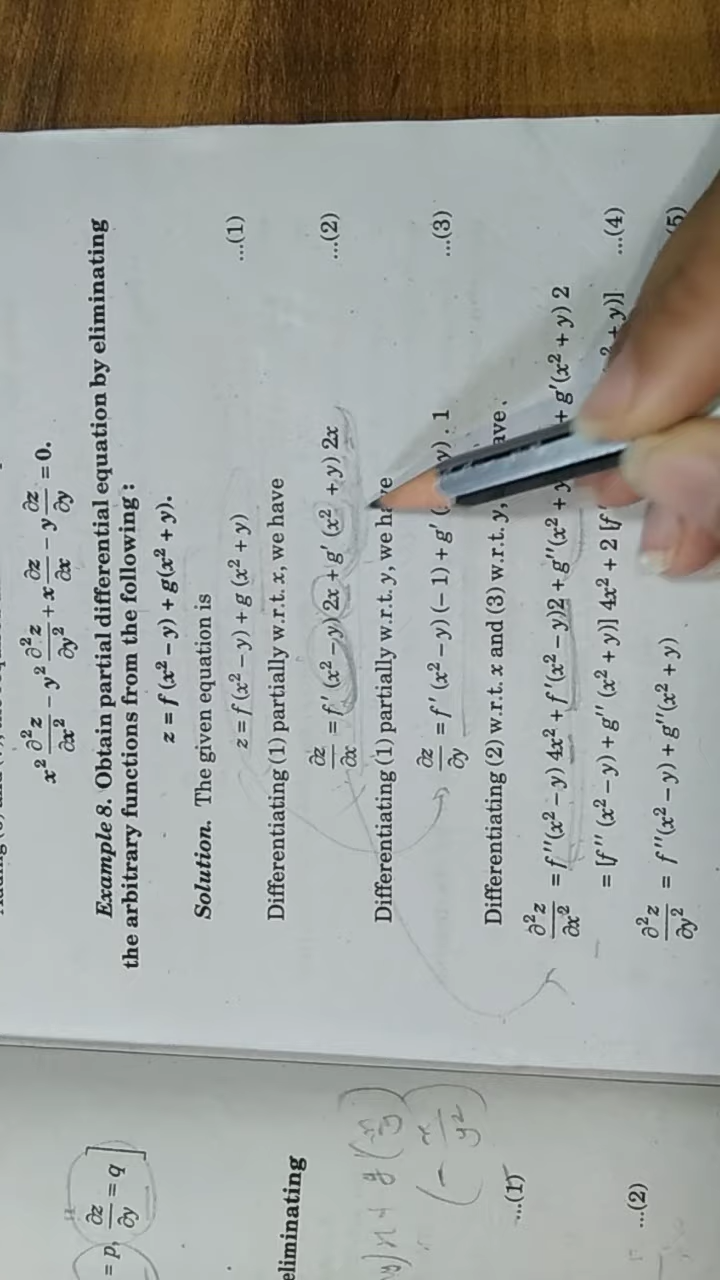 x² ∂²z/∂x² − y² ∂²z/∂y² + x ∂z/∂x − y ∂z/∂y = 0.
Example 8. Obtain partial differential equation by eliminating
the arbitrary functions from the following :
z = f (x² − y) + g(x² + y).
Solution. The given equation is
z = f (x² − y) + g (x² + y) ...(1)
Differentiating (1) partially w.r.t. x, we have
∂z/∂x = f ′ (x² − y) 2x + g′ (x² + y) 2x ...(2)
Differentiating (1) partially w.r.t. y, we have
∂z/∂y = f ′ (x² − y) (− 1) + g′ ( y) . 1 ...(3)
Differentiating (2) w.r.t. x and (3) w.r.t. y,
∂²z/∂x² = f ″(x² − y) 4x² + f ′(x² − y)2 + g″(x² + y + g′(x² + y) 2
= [f ″ (x² − y) + g″ (x² + y)] 4x² + 2 [f ′ + y)] ...(4)
∂²z/∂y² = f ″(x² − y) + g″(x² + y) (5)
= p, ∂z/∂y = q ]
eliminating
y) x + g (x/y)
(− x/y²)
...(1)
...(2)